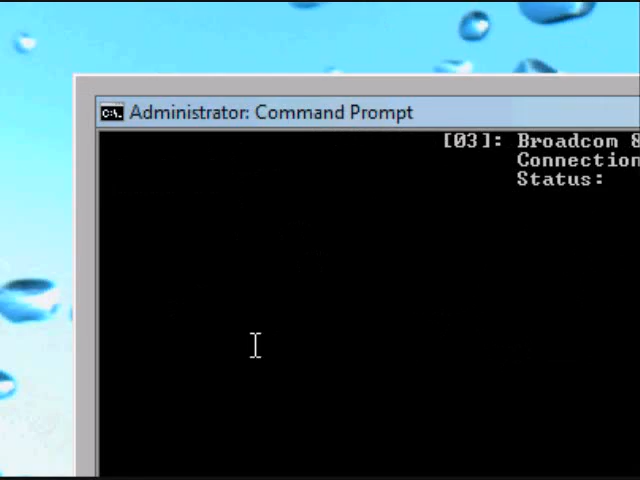 Administrator: Command Prompt
[03]: Broadcom
Connection
Status: